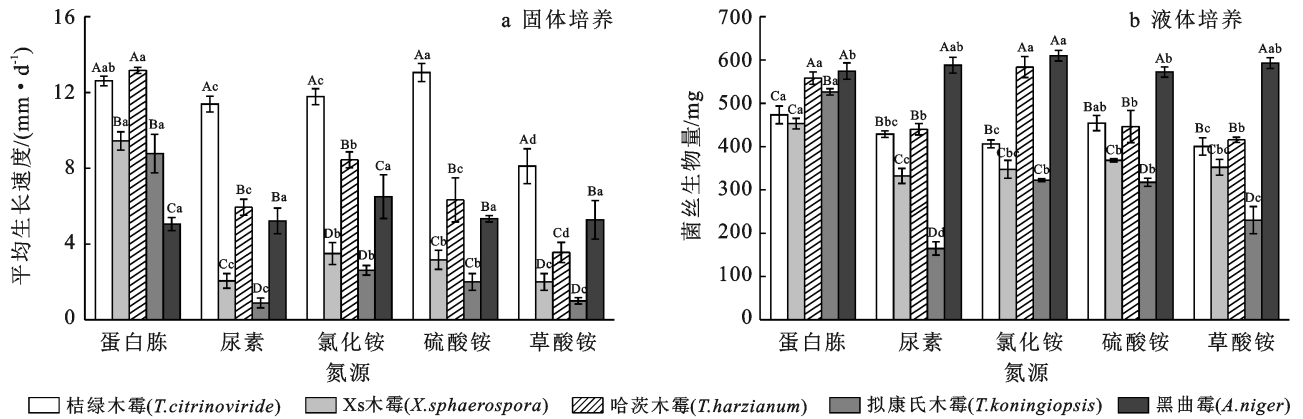 a 固体培养
平均生长速度/(mm·d⁻¹)
16
12
8
4
0
Aab Ba Aa Ba Ca
Ac Cc Bc Dc Ba
Ac Db Bb Db Ca
Aa Cb Bb Cb Ba
Ad Dc Cb Dc Ba
蛋白胨 尿素 氯化铵 硫酸铵 草酸铵
氮源
b 液体培养
菌丝生物量/mg
700
600
500
400
300
200
100
0
Ca Ca Aa Ba Ab
Bbc Cc Bb Dd Aab
Bc Cbc Aa Cb Aa
Bab Cb Bb Db Ab
Bc Cbc Bb Dc Aab
蛋白胨 尿素 氯化铵 硫酸铵 草酸铵
氮源
桔绿木霉(T.citrinoviride) Xs木霉(X.sphaerospora) 哈茨木霉(T.harzianum) 拟康氏木霉(T.koningiopsis) 黑曲霉(A.niger)